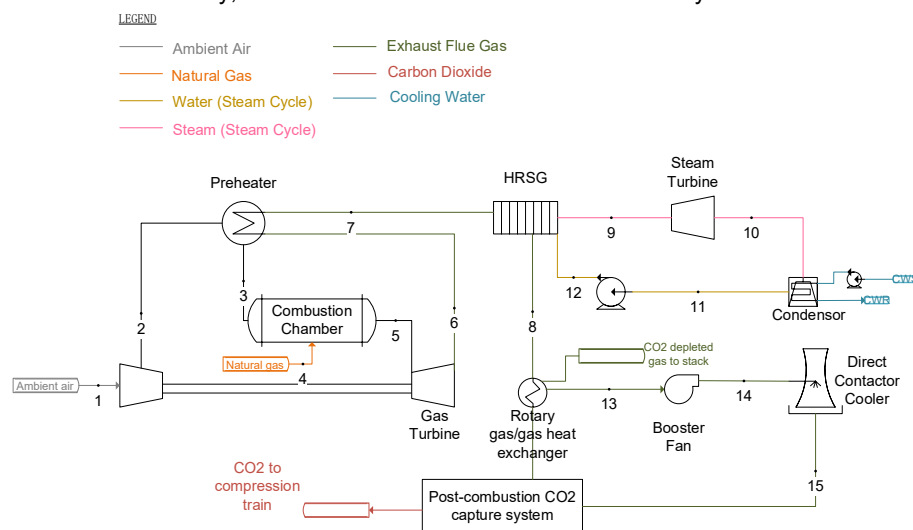 LEGEND
Ambient Air
Natural Gas
Water (Steam Cycle)
Steam (Steam Cycle)
Exhaust Flue Gas
Carbon Dioxide
Cooling Water
Preheater
HRSG
Steam
Turbine
7
9
10
3
2
Combustion
Chamber
5
6
12
11
8
Condensor
CWR
Natural gas
4
Ambient air
1
Gas
Turbine
CO2 depleted
gas to stack
Rotary
gas/gas heat
exchanger
13
Booster
Fan
14
Direct
Contactor
Cooler
15
CO2 to
compression
train
Post-combustion CO2
capture system